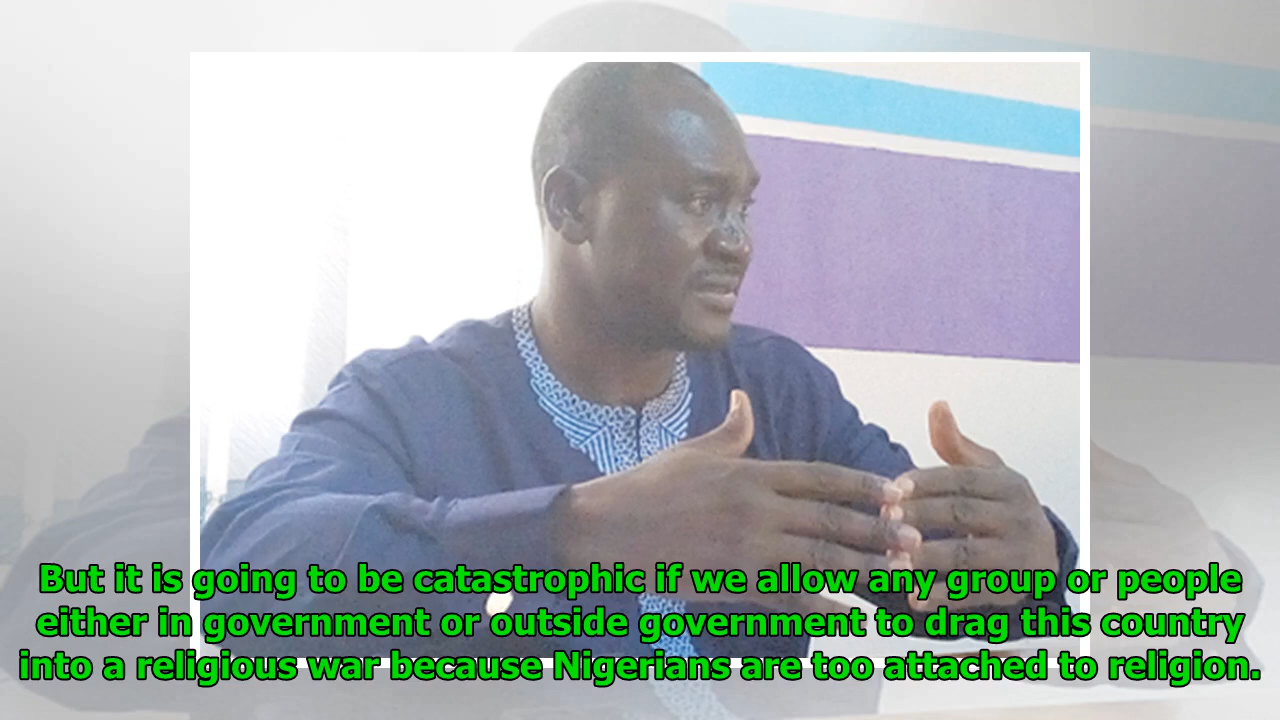 But it is going to be catastrophic if we allow any group or people
either in government or outside government to drag this country
into a religious war because Nigerians are too attached to religion.